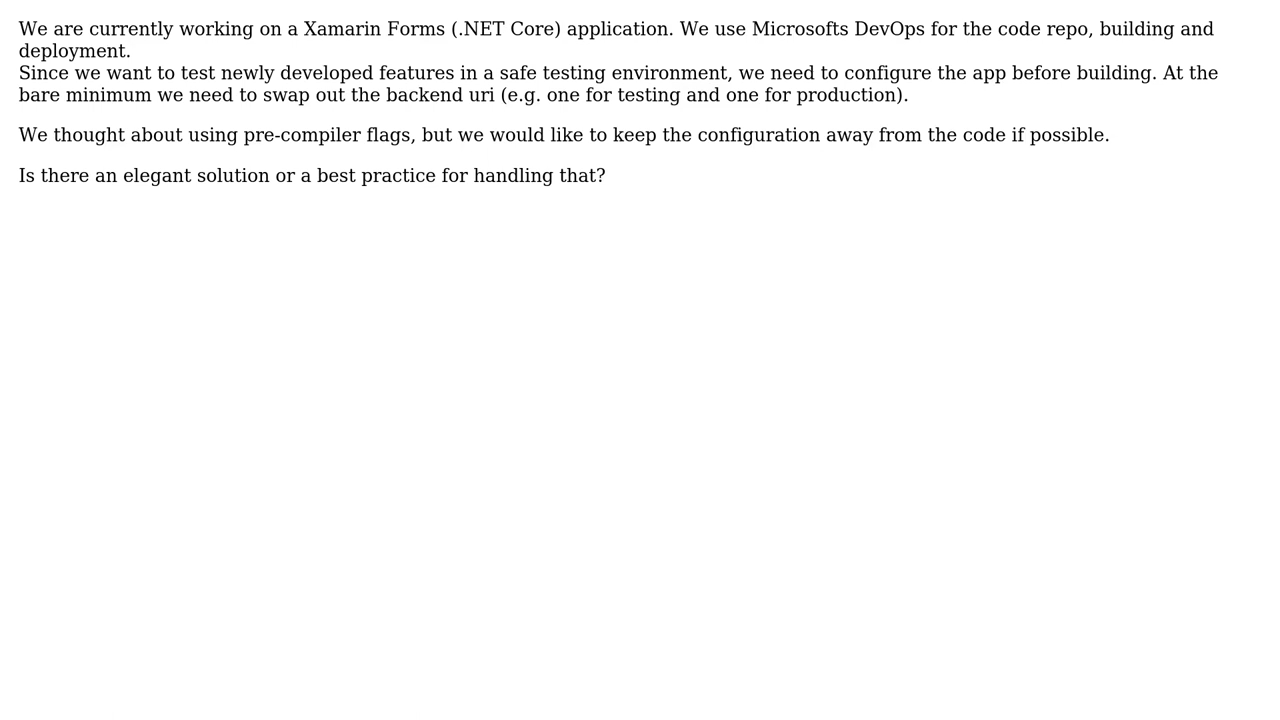 We are currently working on a Xamarin Forms (.NET Core) application. We use Microsofts DevOps for the code repo, building and
deployment.
Since we want to test newly developed features in a safe testing environment, we need to configure the app before building. At the
bare minimum we need to swap out the backend uri (e.g. one for testing and one for production).
We thought about using pre-compiler flags, but we would like to keep the configuration away from the code if possible.
Is there an elegant solution or a best practice for handling that?